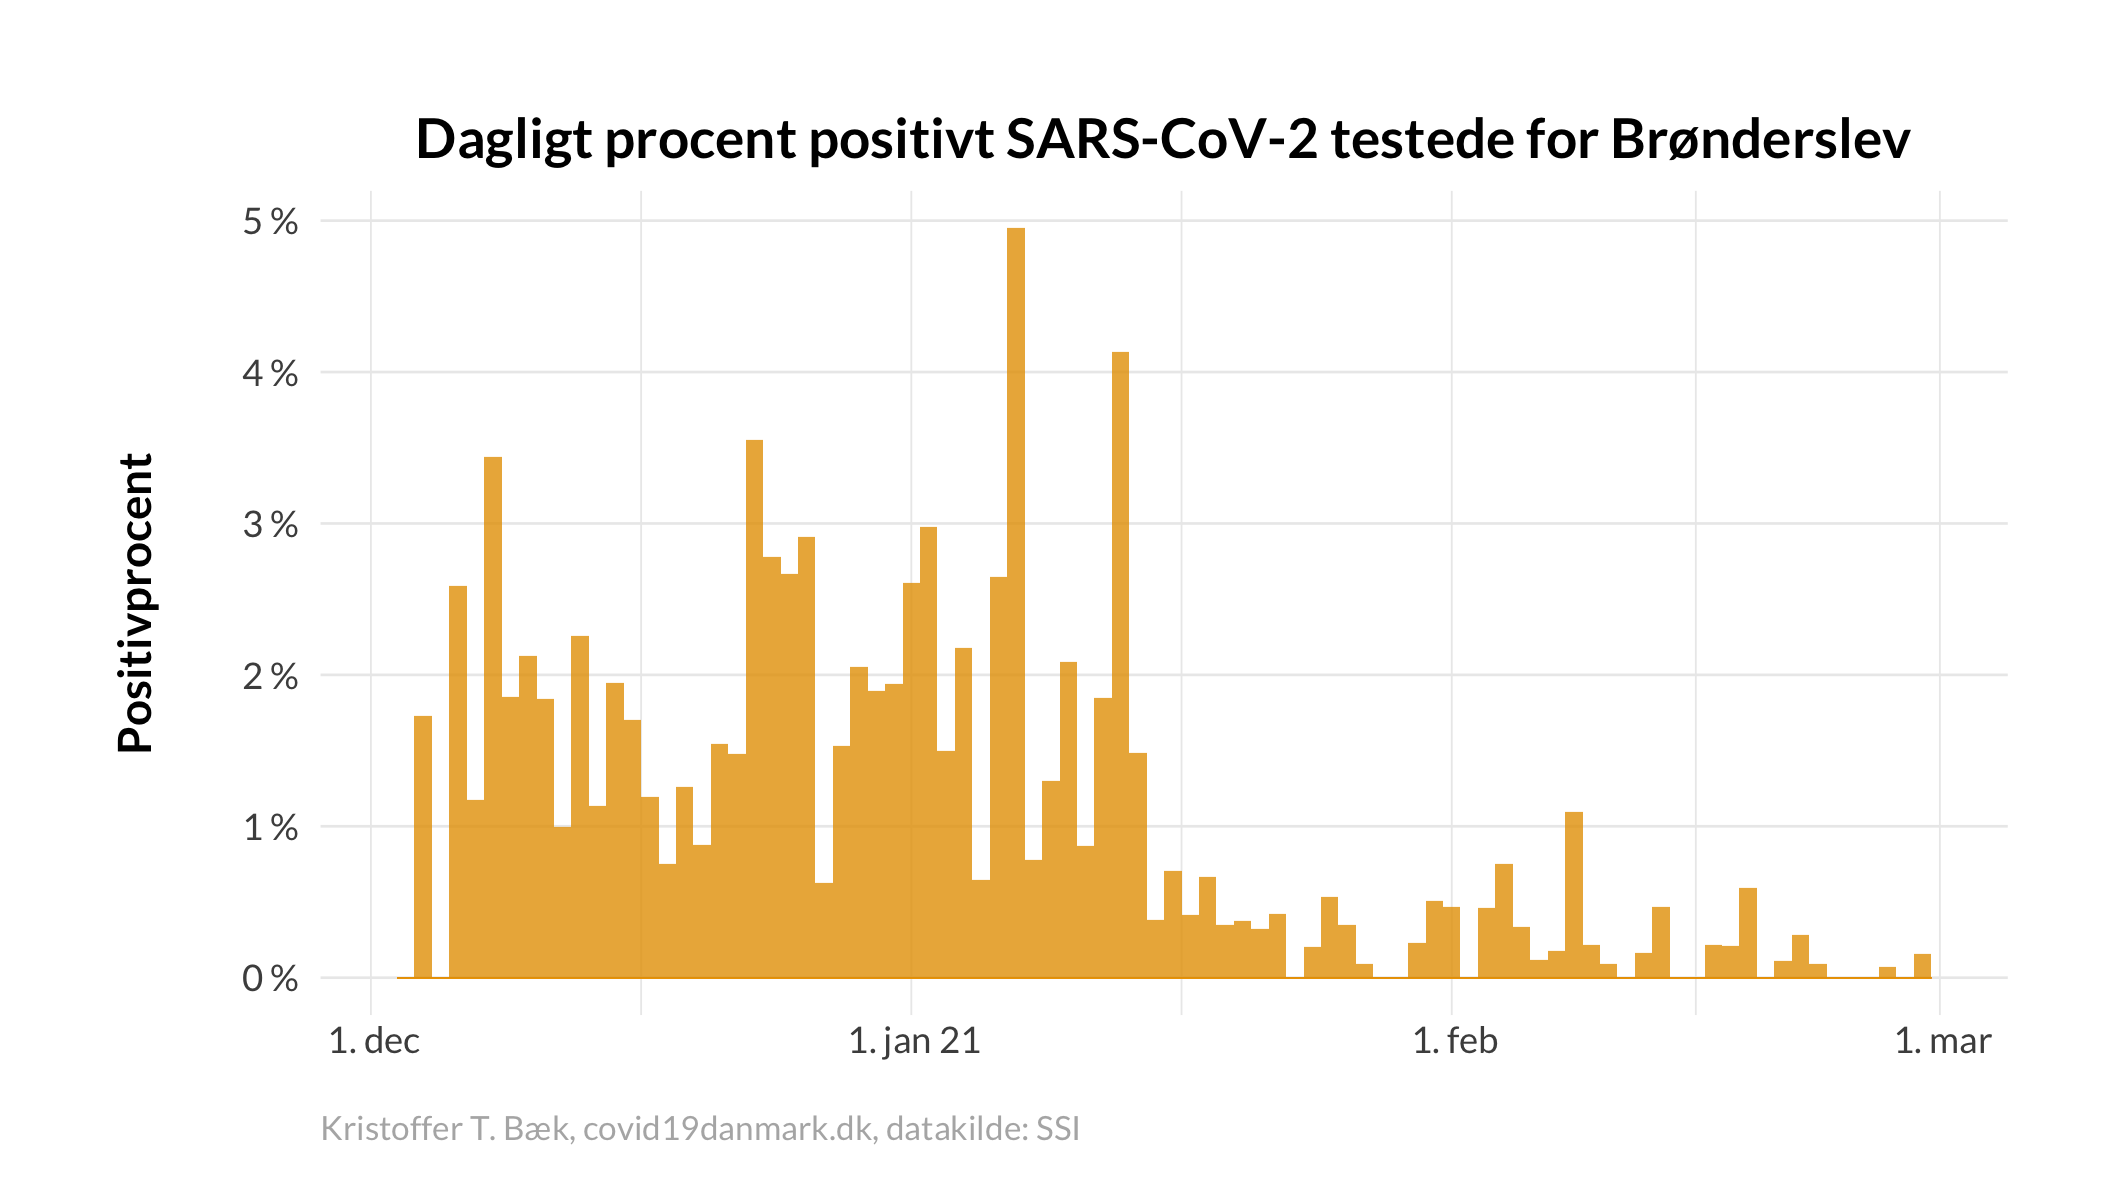 Dagligt procent positivt SARS-CoV-2 testede for Brønderslev
Positivprocent
5 %
4 %
3 %
2 %
1 %
0 %
1. dec
1. jan 21
1. feb
1. mar
Kristoffer T. Bæk, covid19danmark.dk, datakilde: SSI